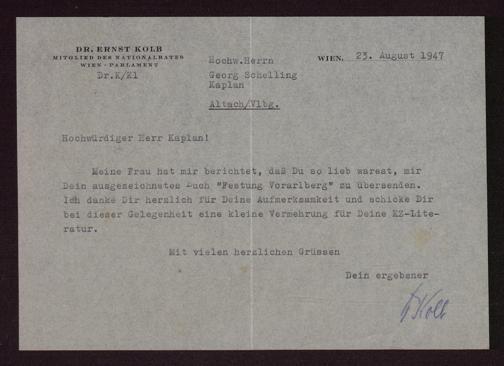 DR. ERNST KOLB
MITGLIED DES NATIONALRATES
WIEN - PARLAMENT
Dr.K/Kl
Hochw.Herrn
Georg Schelling
Kaplan
Altach/Vlbg.
WIEN, 23. August 1947
Hochwürdiger Herr Kaplan!
Meine Frau hat mir berichtet, daß Du so lieb warst, mir
Dein ausgezeichnetes Buch "Festung Vorarlberg" zu übersenden.
Ich danke Dir herzlich für Deine Aufmerksamkeit und schicke Dir
bei dieser Gelegenheit eine kleine Vermehrung für Deine KZ-Lite-
ratur.
Mit vielen herzlichen Grüssen
Dein ergebener
Kolb